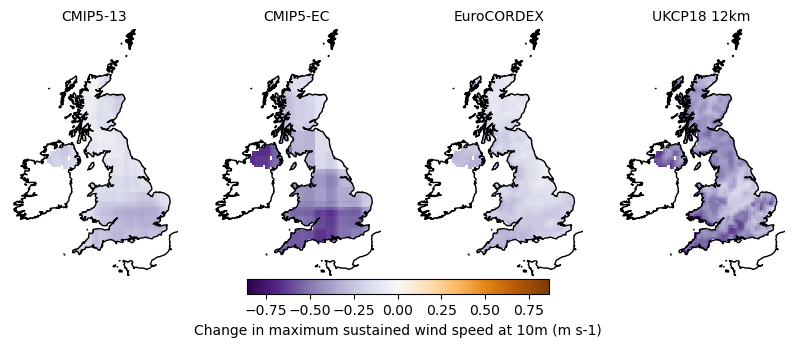 CMIP5-13 CMIP5-EC EuroCORDEX UKCP18 12km
−0.75 −0.50 −0.25 0.00 0.25 0.50 0.75
Change in maximum sustained wind speed at 10m (m s-1)